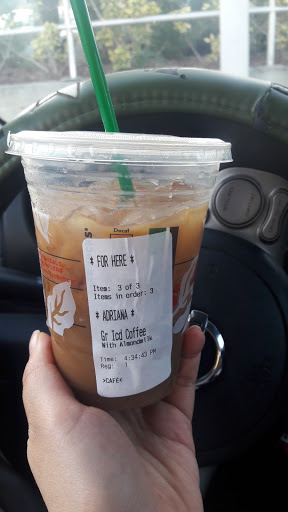 Decaf
* FOR HERE *
Item: 3 of 3
Items in order: 3
* ADRIANA *
Gr Icd Coffee
With Almondmilk
Time: 4:34:43 PM
Reg: 1
>CAFE<